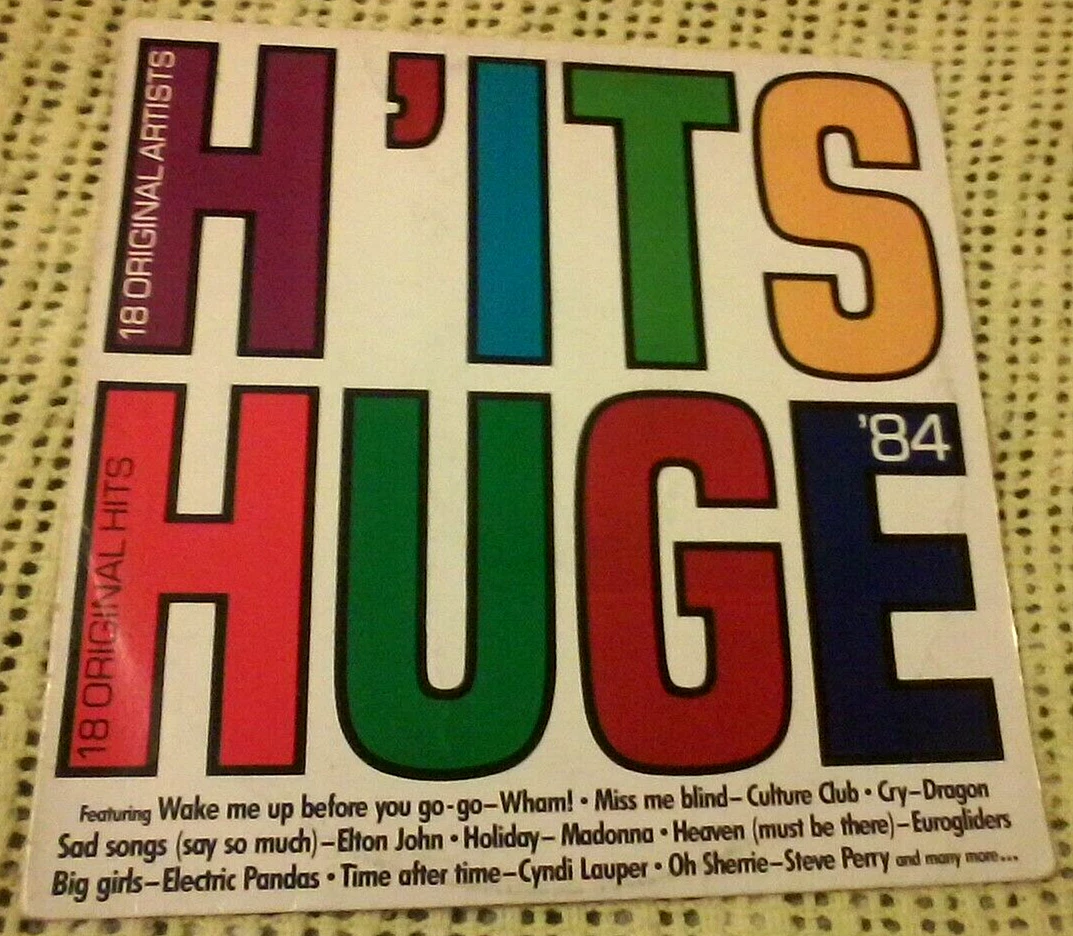 18 ORIGINAL ARTISTS
H'ITS
18 ORIGINAL HITS
HUGE
'84
Featuring Wake me up before you go-go–Wham! • Miss me blind–Culture Club • Cry–Dragon
Sad songs (say so much)–Elton John • Holiday–Madonna • Heaven (must be there)–Eurogliders
Big girls–Electric Pandas • Time after time–Cyndi Lauper • Oh Sherrie–Steve Perry and many more...